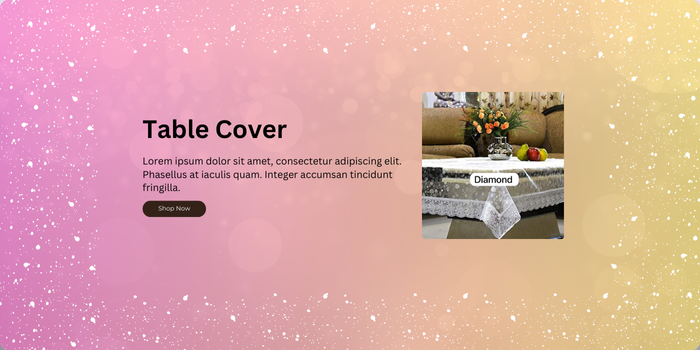 Table Cover
Lorem ipsum dolor sit amet, consectetur adipiscing elit.
Phasellus at iaculis quam. Integer accumsan tincidunt
fringilla.
Shop Now
Diamond